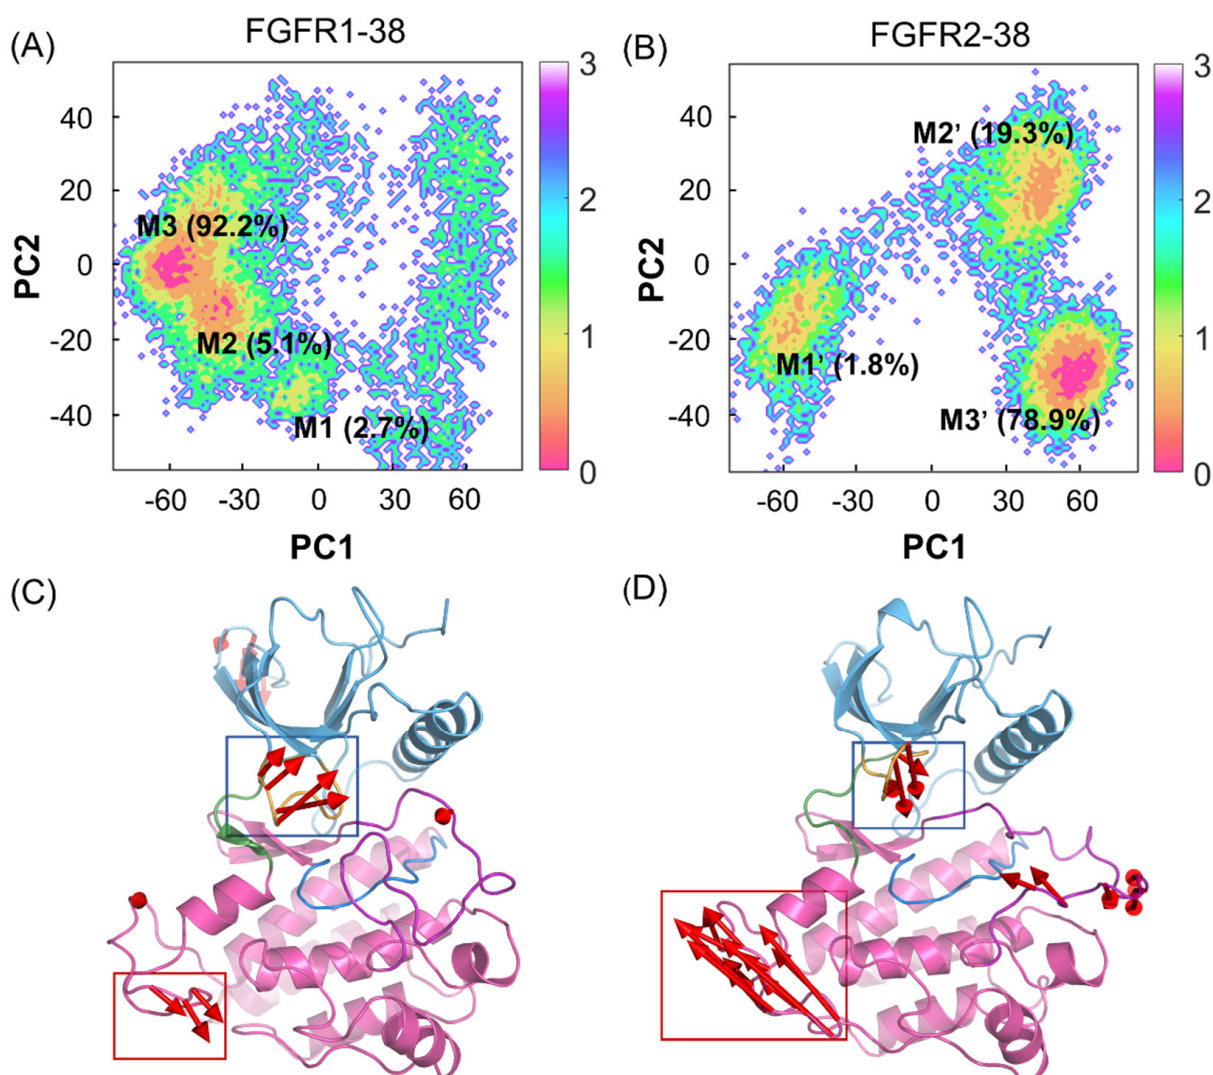 (A)
FGFR1-38
PC2
40
20
0
-20
-40
M3 (92.2%)
M2 (5.1%)
M1 (2.7%)
-60
-30
0
30
60
PC1
3
2
1
0
(B)
FGFR2-38
PC2
40
20
0
-20
-40
M2’ (19.3%)
M1’ (1.8%)
M3’ (78.9%)
-60
-30
0
30
60
PC1
3
2
1
0
(C)
(D)